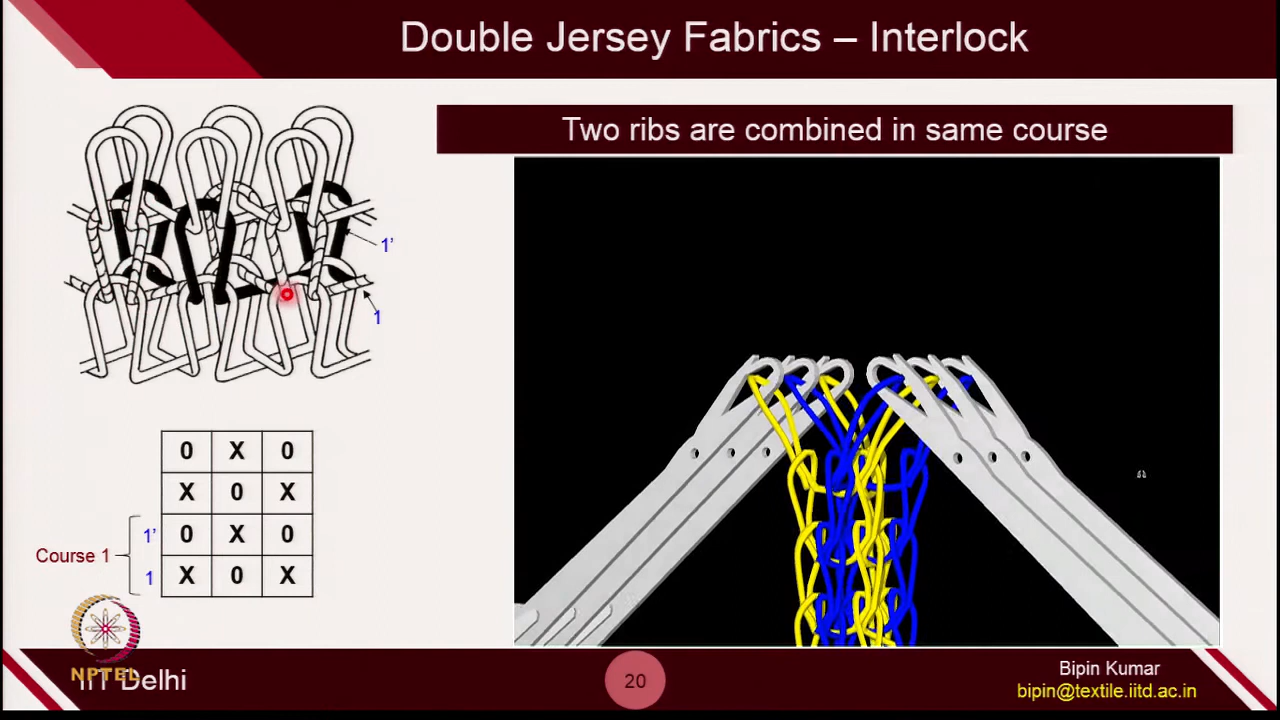 Double Jersey Fabrics – Interlock
Two ribs are combined in same course
1'
1
0 X 0
X 0 X
1' 0 X 0
Course 1
1 X 0 X
NPTEL
IIT Delhi
20
Bipin Kumar
bipin@textile.iitd.ac.in